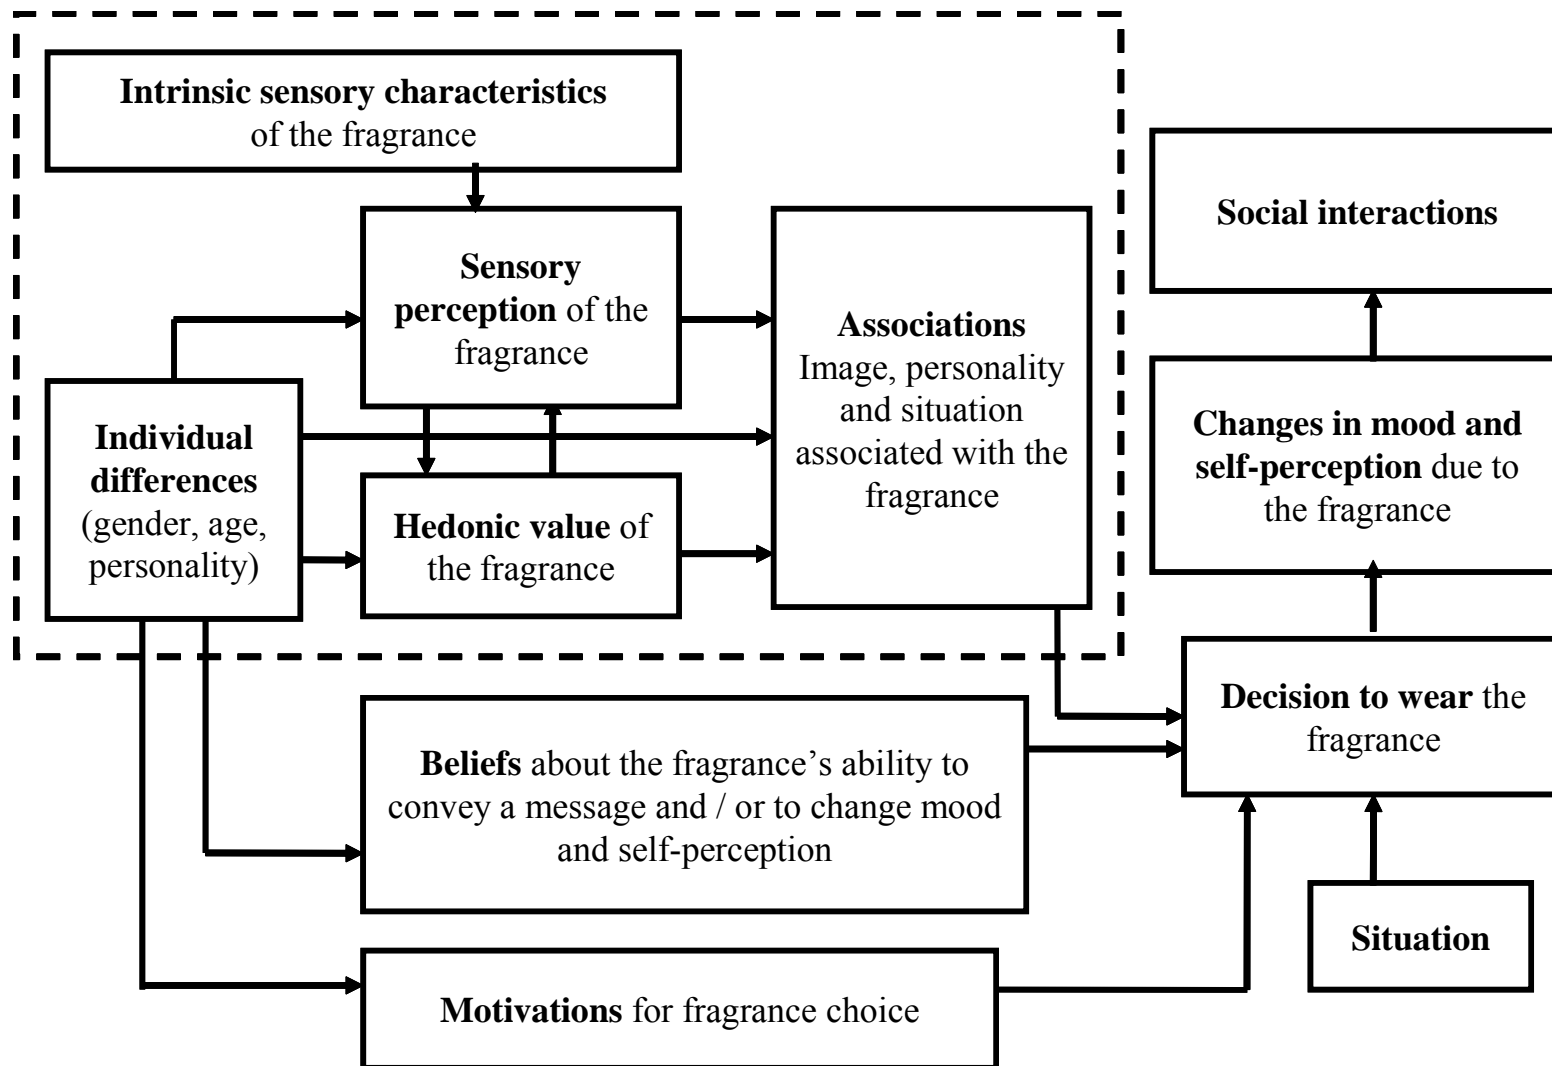 Intrinsic sensory characteristics
of the fragrance
Sensory
perception of the
fragrance
Individual
differences
(gender, age,
personality)
Hedonic value of
the fragrance
Associations
Image, personality
and situation
associated with the
fragrance
Beliefs about the fragrance’s ability to
convey a message and / or to change mood
and self-perception
Motivations for fragrance choice
Social interactions
Changes in mood and
self-perception due to
the fragrance
Decision to wear the
fragrance
Situation